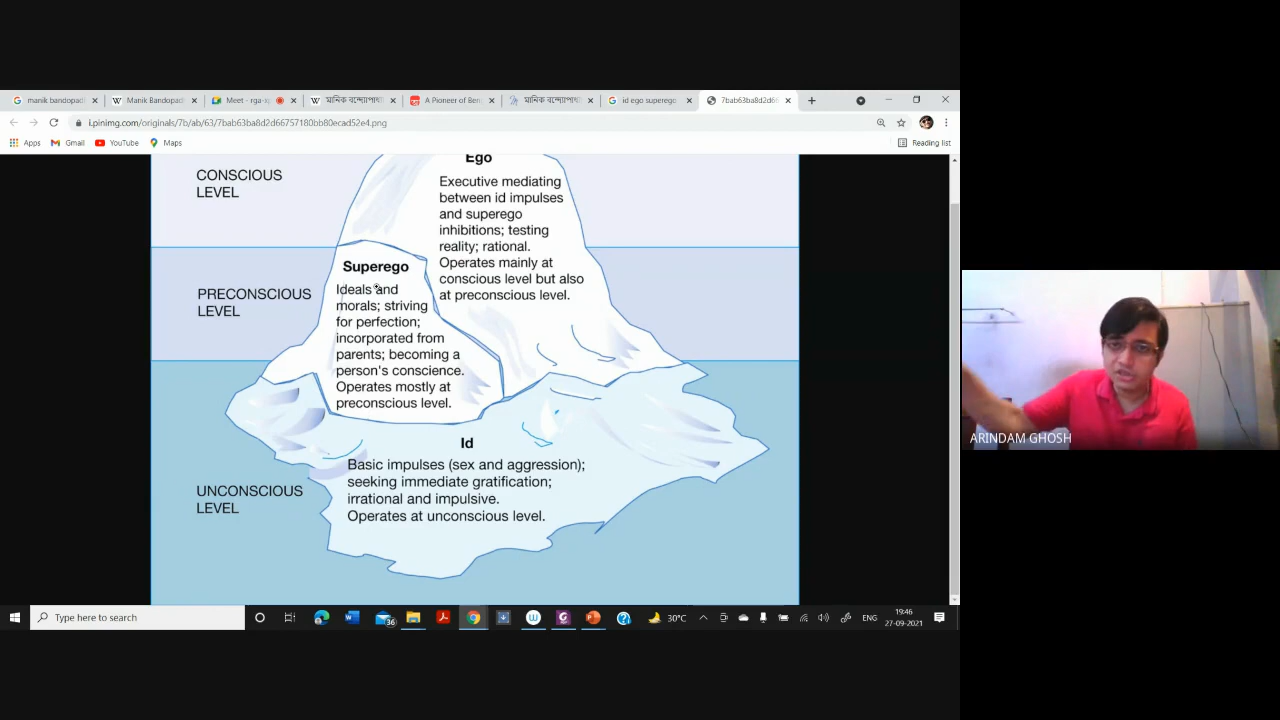 manik bandopad
Manik Bandopad
Meet - rga-x
মানিক বন্দ্যোপাধ
A Pioneer of Ben
মানিক বন্দ্যোপাধ
id ego superego
7bab63ba8d2d66
i.pinimg.com/originals/7b/ab/63/7bab63ba8d2d66757180bb80ecad52e4.png
Apps
Gmail
YouTube
Maps
Reading list
CONSCIOUS
LEVEL
Ego
Executive mediating
between id impulses
and superego
inhibitions; testing
reality; rational.
Operates mainly at
conscious level but also
at preconscious level.
PRECONSCIOUS
LEVEL
Superego
Ideals and
morals; striving
for perfection;
incorporated from
parents; becoming a
person's conscience.
Operates mostly at
preconscious level.
UNCONSCIOUS
LEVEL
Id
Basic impulses (sex and aggression);
seeking immediate gratification;
irrational and impulsive.
Operates at unconscious level.
ARINDAM GHOSH
Type here to search
36
30°C
ENG
19:46
27-09-2021